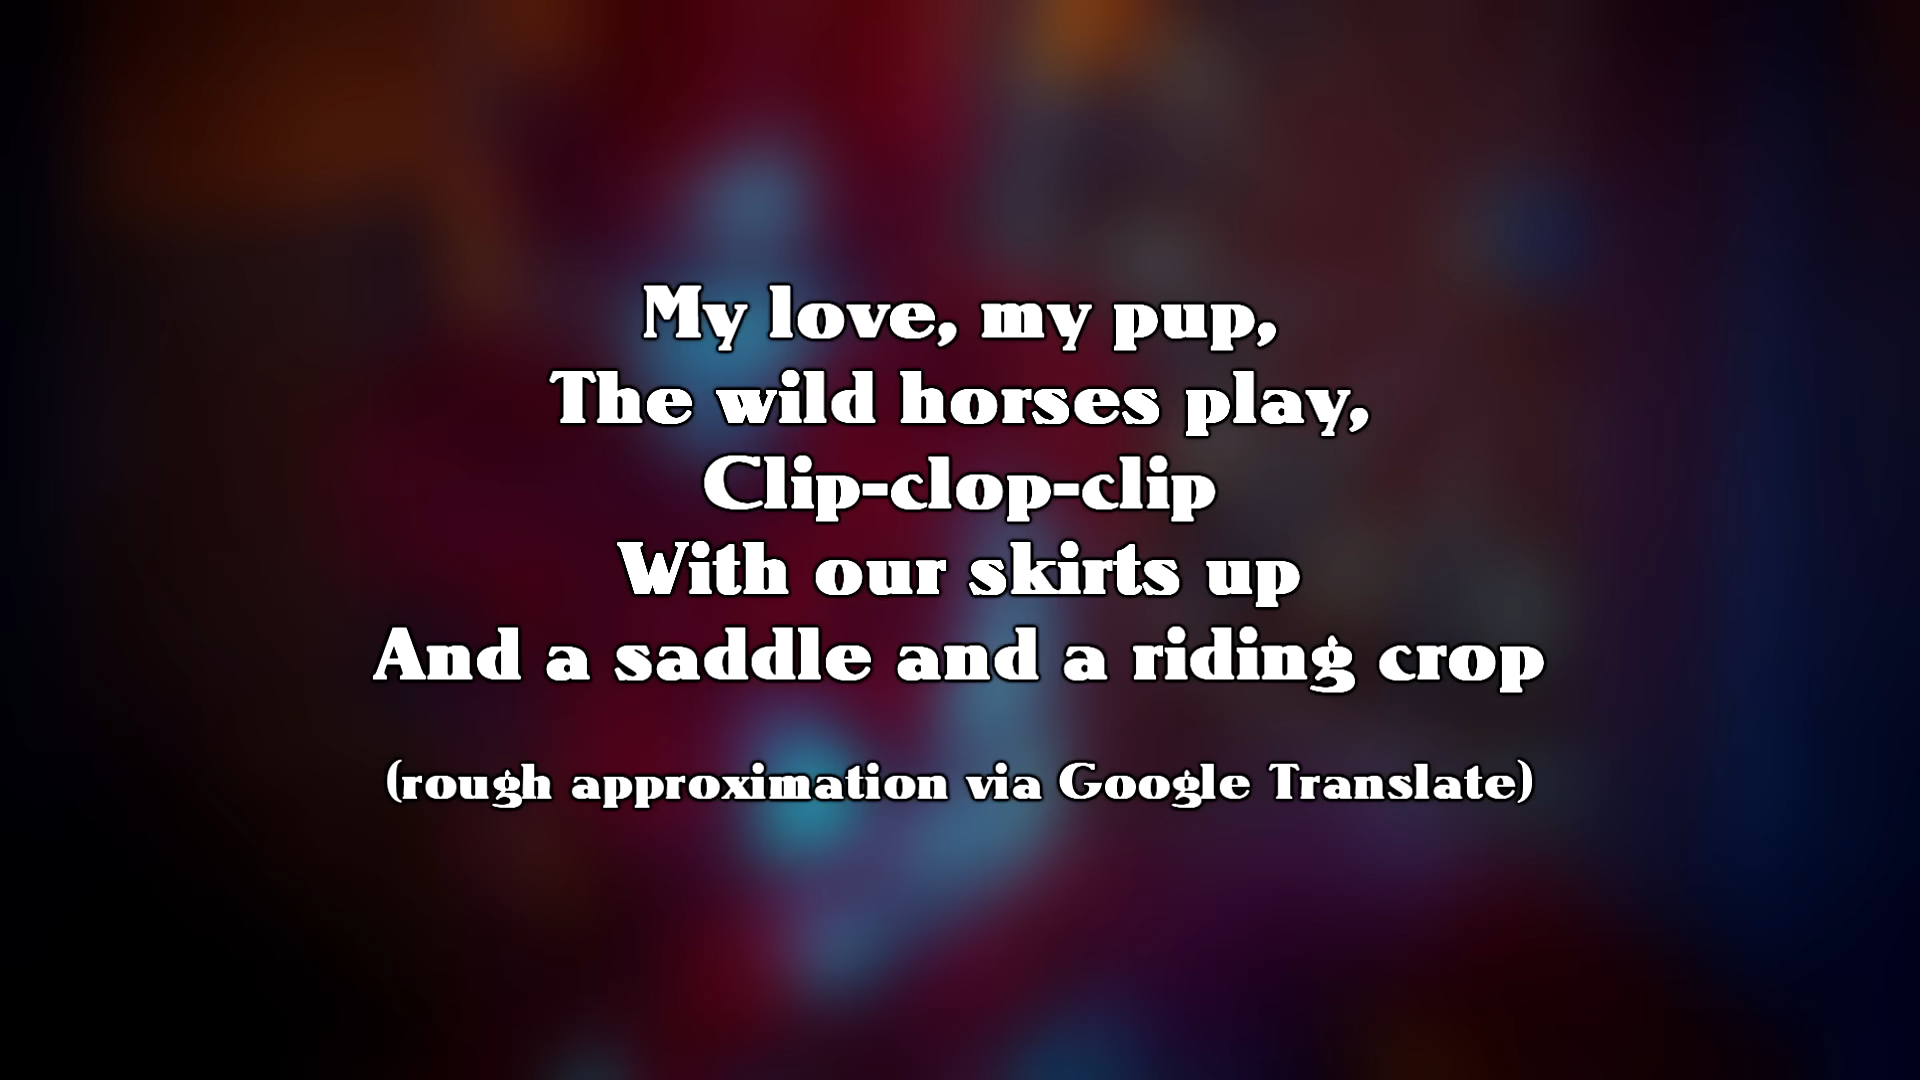 My love, my pup,
The wild horses play,
Clip-clop-clip
With our skirts up
And a saddle and a riding crop
(rough approximation via Google Translate)